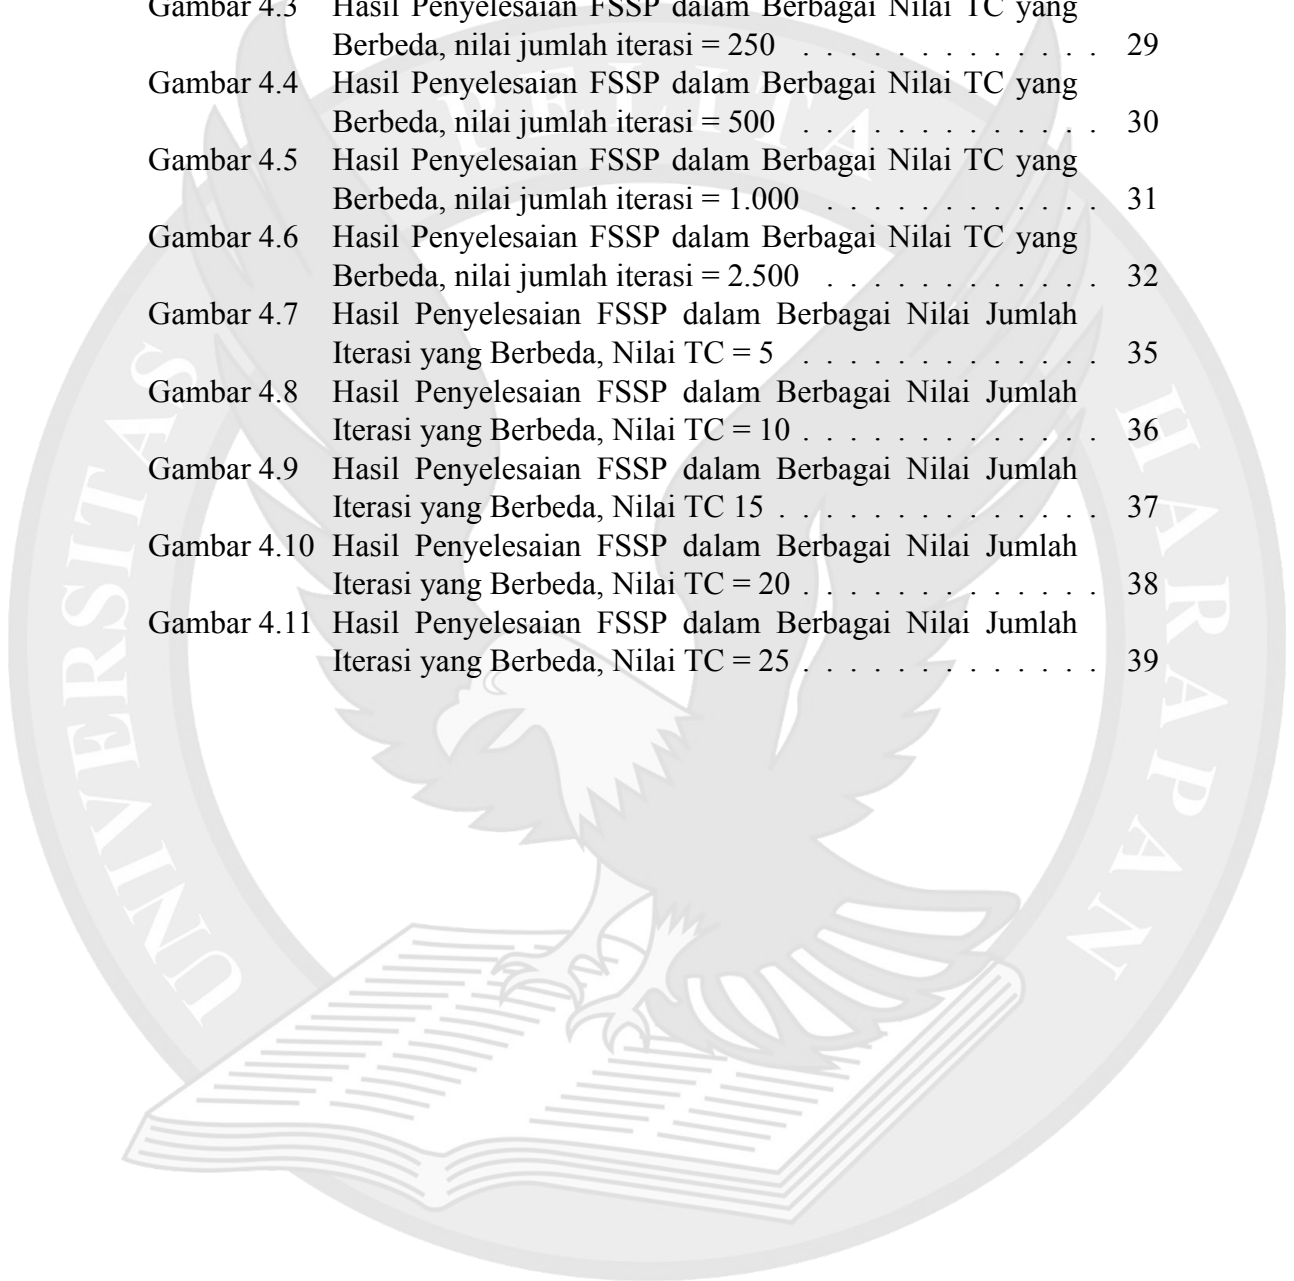 Gambar 4.3 Hasil Penyelesaian FSSP dalam Berbagai Nilai TC yang
Berbeda, nilai jumlah iterasi = 250 . . . . . . . . . . . . . 29
Gambar 4.4 Hasil Penyelesaian FSSP dalam Berbagai Nilai TC yang
Berbeda, nilai jumlah iterasi = 500 . . . . . . . . . . . . . 30
Gambar 4.5 Hasil Penyelesaian FSSP dalam Berbagai Nilai TC yang
Berbeda, nilai jumlah iterasi = 1.000 . . . . . . . . . . . . 31
Gambar 4.6 Hasil Penyelesaian FSSP dalam Berbagai Nilai TC yang
Berbeda, nilai jumlah iterasi = 2.500 . . . . . . . . . . . . 32
Gambar 4.7 Hasil Penyelesaian FSSP dalam Berbagai Nilai Jumlah
Iterasi yang Berbeda, Nilai TC = 5 . . . . . . . . . . . . . 35
Gambar 4.8 Hasil Penyelesaian FSSP dalam Berbagai Nilai Jumlah
Iterasi yang Berbeda, Nilai TC = 10 . . . . . . . . . . . . . 36
Gambar 4.9 Hasil Penyelesaian FSSP dalam Berbagai Nilai Jumlah
Iterasi yang Berbeda, Nilai TC 15 . . . . . . . . . . . . . . 37
Gambar 4.10 Hasil Penyelesaian FSSP dalam Berbagai Nilai Jumlah
Iterasi yang Berbeda, Nilai TC = 20 . . . . . . . . . . . . . 38
Gambar 4.11 Hasil Penyelesaian FSSP dalam Berbagai Nilai Jumlah
Iterasi yang Berbeda, Nilai TC = 25 . . . . . . . . . . . . . 39
UNIVERSITAS PELITA HARAPAN